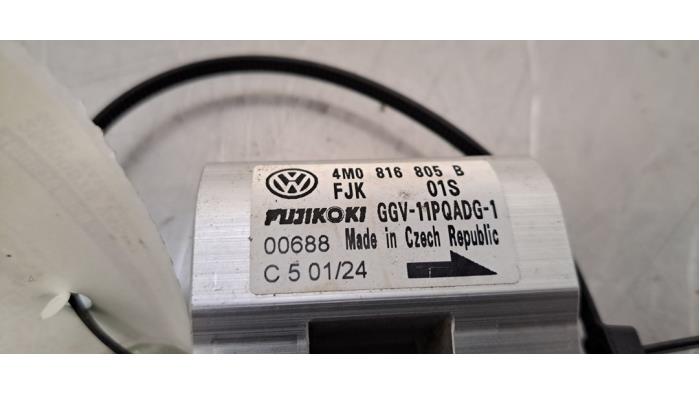 4M0 816 805 B
FJK 01S
FUJIKOKI GGV-11PQADG-1
00688 Made in Czech Republic
C 5 01/24